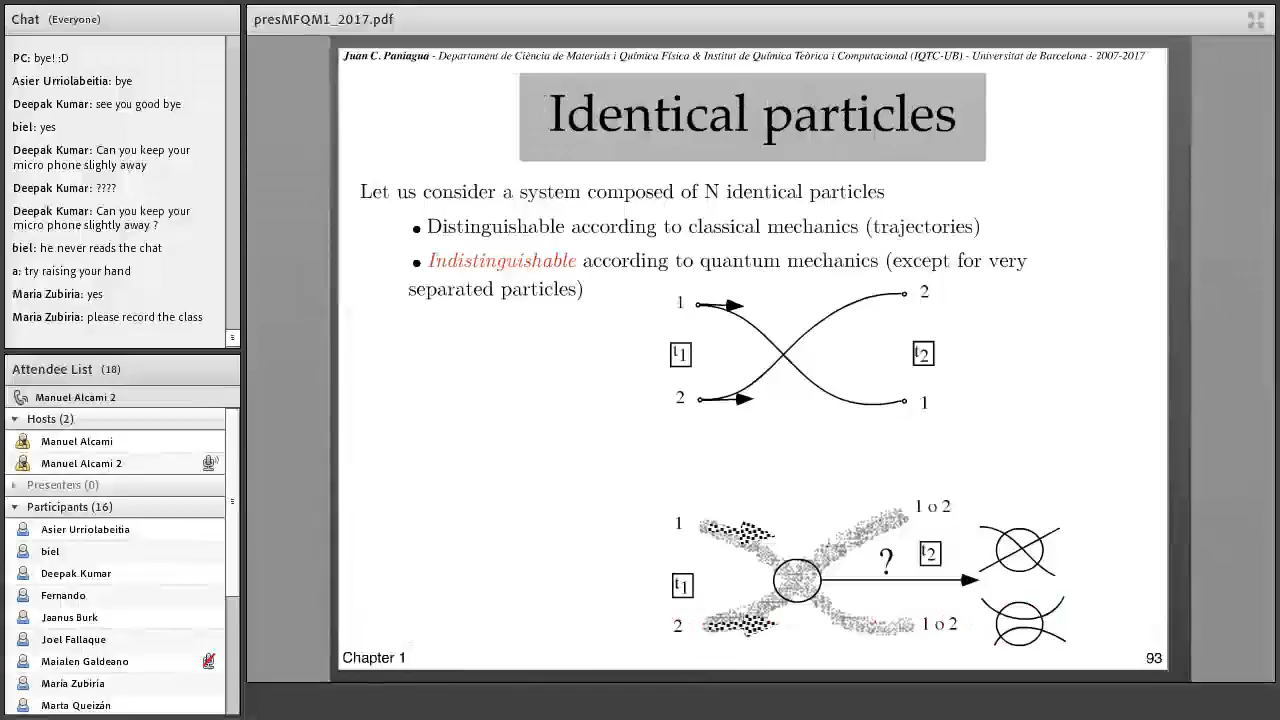 Chat (Everyone)
PC: bye! :D
Asier Urriolabeitia: bye
Deepak Kumar: see you good bye
biel: yes
Deepak Kumar: Can you keep your
micro phone slighly away
Deepak Kumar: ????
Deepak Kumar: Can you keep your
micro phone slightly away ?
biel: he never reads the chat
a: try raising your hand
Maria Zubiria: yes
Maria Zubiria: please record the class
Attendee List (18)
Manuel Alcami 2
Hosts (2)
Manuel Alcami
Manuel Alcami 2
Presenters (0)
Participants (16)
Asier Urriolabeitia
biel
Deepak Kumar
Fernando
Jaanus Burk
Joel Fallaque
Maialen Galdeano
María Zubiria
Marta Queizán
presMFQM1_2017.pdf
Juan C. Paniagua - Departament de Ciència de Materials i Química Física & Institut de Química Teòrica i Computacional (IQTC-UB) - Universitat de Barcelona - 2007-2017
Identical particles
Let us consider a system composed of N identical particles
• Distinguishable according to classical mechanics (trajectories)
• Indistinguishable according to quantum mechanics (except for very
separated particles)
1
2
t1
t2
2
1
1
1 o 2
? t2
t1
2
1 o 2
Chapter 1
93